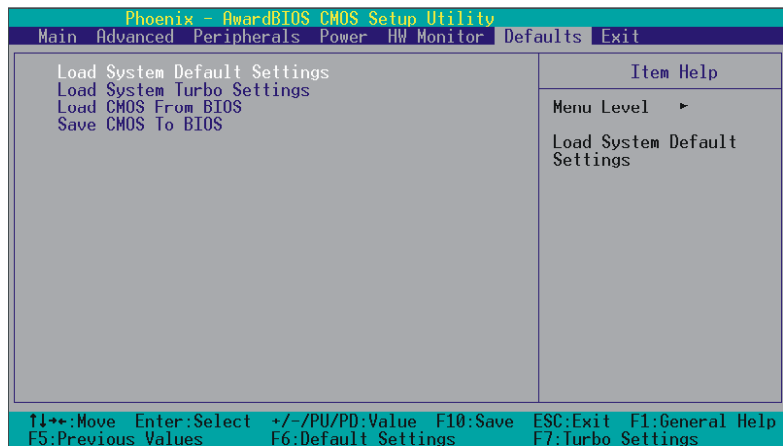 Phoenix - AwardBIOS CMOS Setup Utility
Main Advanced Peripherals Power HW Monitor Defaults Exit
Load System Default Settings
Load System Turbo Settings
Load CMOS From BIOS
Save CMOS To BIOS
Item Help
Menu Level ►
Load System Default
Settings
↑↓→←:Move Enter:Select +/-/PU/PD:Value F10:Save ESC:Exit F1:General Help
F5:Previous Values F6:Default Settings F7:Turbo Settings